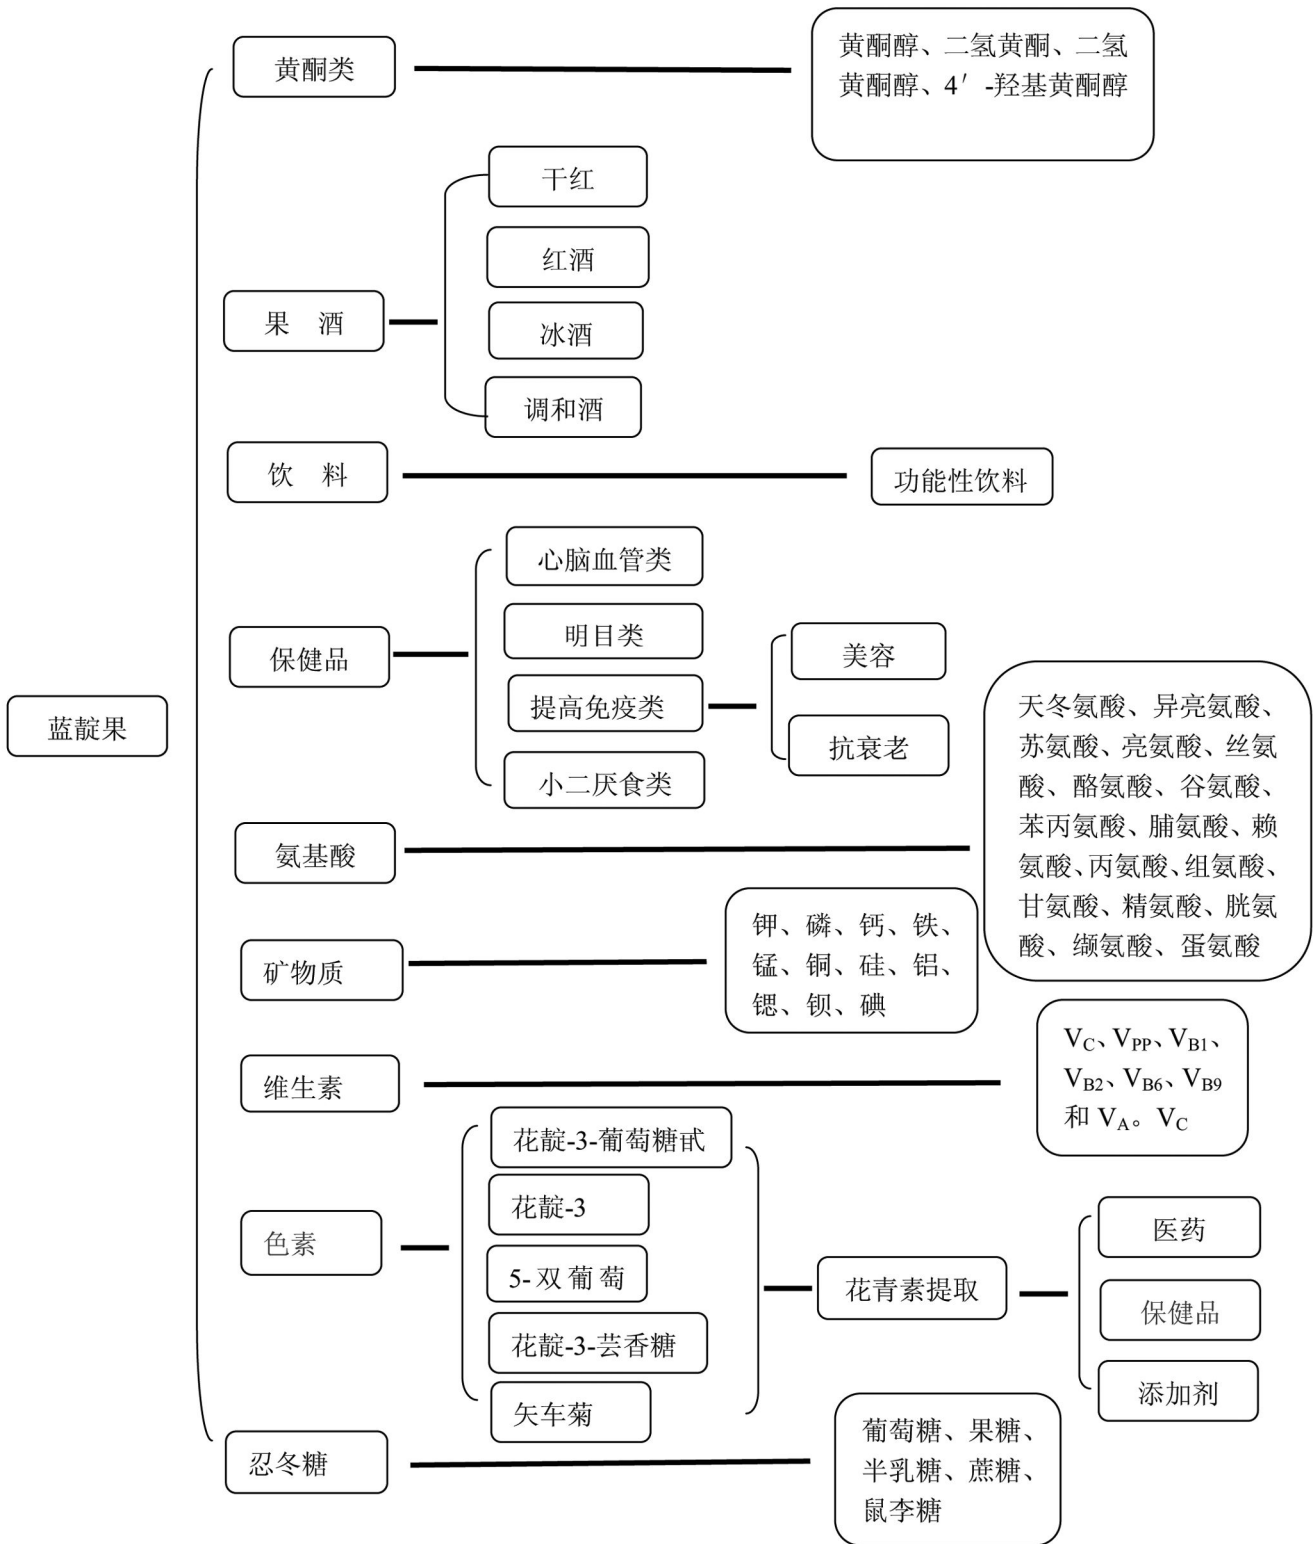 黄酮类
黄酮醇、二氢黄酮、二氢
黄酮醇、4′-羟基黄酮醇
干红
红酒
果 酒
冰酒
调和酒
饮 料
功能性饮料
心脑血管类
明目类
保健品
提高免疫类
小二厌食类
美容
抗衰老
蓝靛果
氨基酸
天冬氨酸、异亮氨酸、
苏氨酸、亮氨酸、丝氨
酸、酪氨酸、谷氨酸、
苯丙氨酸、脯氨酸、赖
氨酸、丙氨酸、组氨酸、
甘氨酸、精氨酸、胱氨
酸、缬氨酸、蛋氨酸
矿物质
钾、磷、钙、铁、
锰、铜、硅、铝、
锶、钡、碘
维生素
VC、VPP、VB1、
VB2、VB6、VB9
和 VA。VC
色素
花靛-3-葡萄糖甙
花靛-3
5-双葡萄
花靛-3-芸香糖
矢车菊
花青素提取
医药
保健品
添加剂
忍冬糖
葡萄糖、果糖、
半乳糖、蔗糖、
鼠李糖